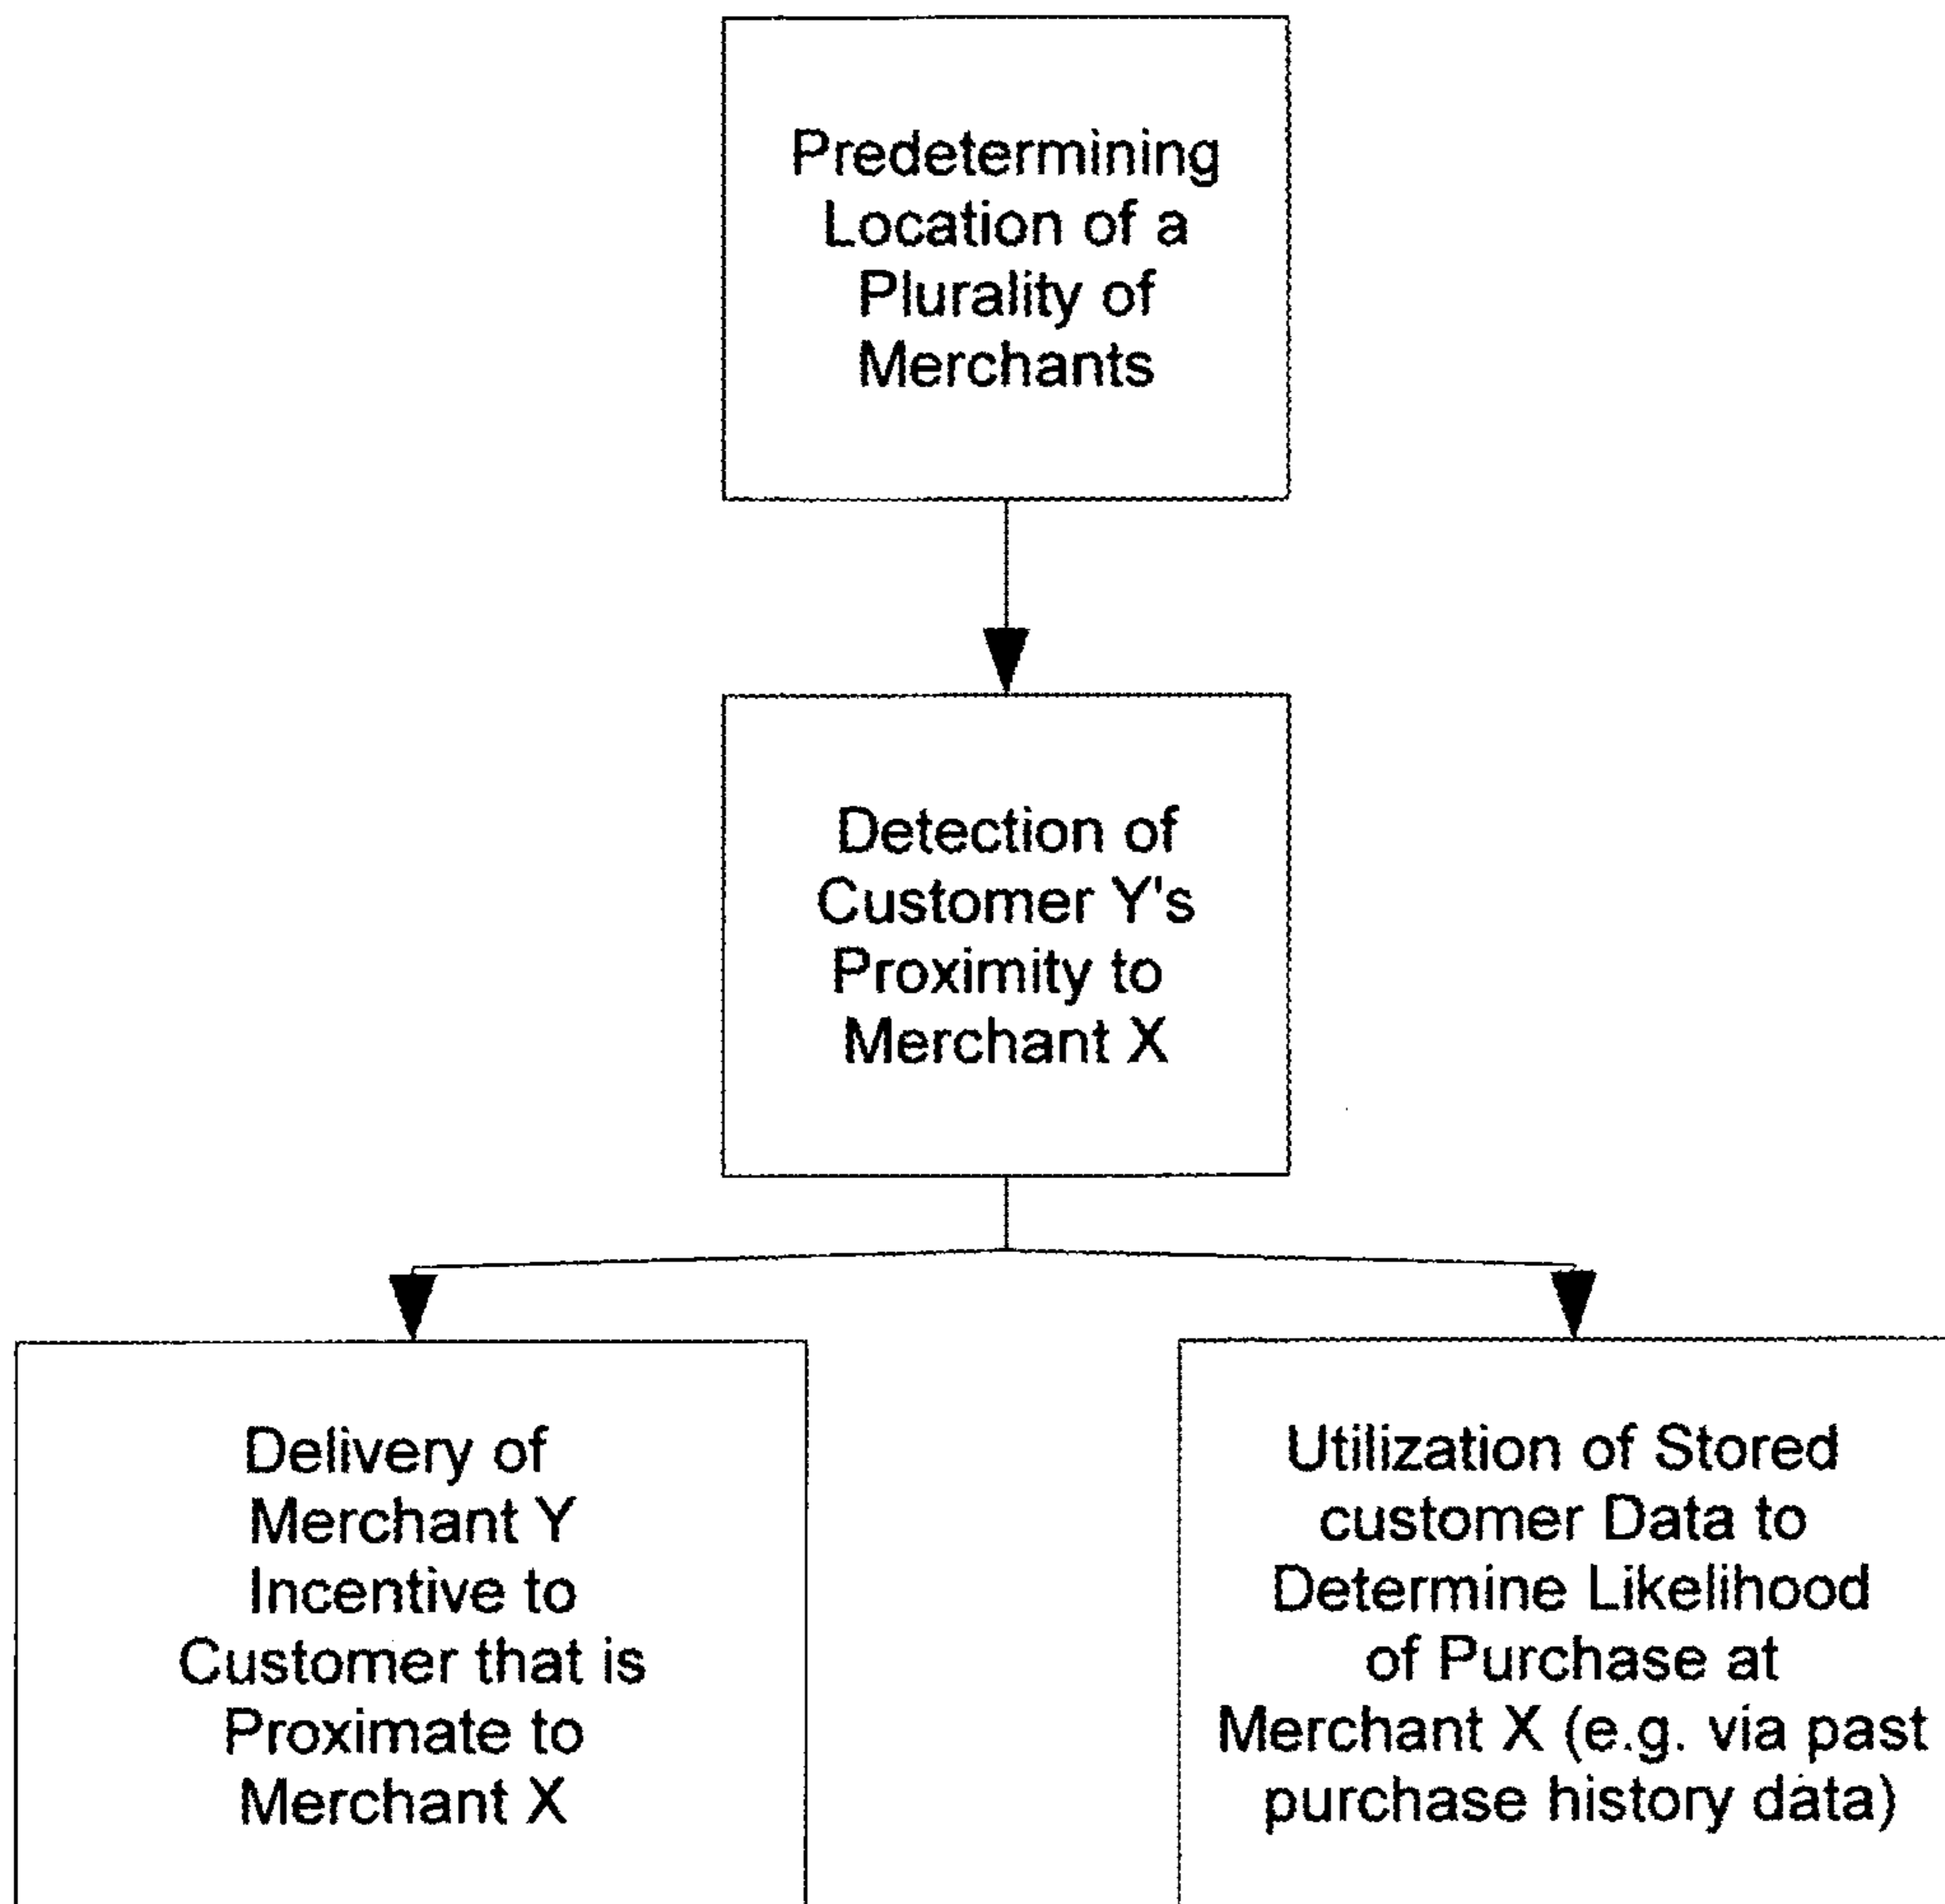 Predetermining
Location of a
Plurality of
Merchants
Detection of
Customer Y's
Proximity to
Merchant X
Delivery of
Merchant Y
Incentive to
Customer that is
Proximate to
Merchant X
Utilization of Stored
customer Data to
Determine Likelihood
of Purchase at
Merchant X (e.g. via past
purchase history data)